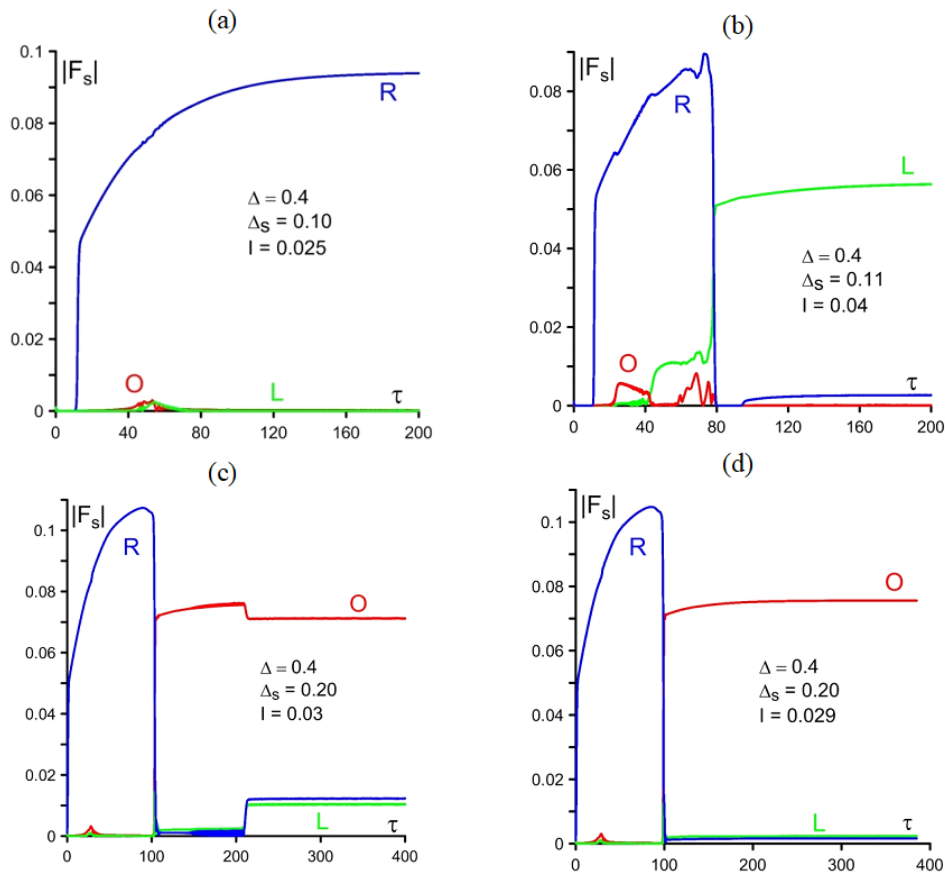 (a)
0.1
|Fₛ|
R
0.08
0.06
Δ = 0.4
Δₛ = 0.10
I = 0.025
0.04
0.02
O
L
τ
0
0
40
80
120
160
200
(b)
|Fₛ|
0.08
R
L
0.06
Δ = 0.4
Δₛ = 0.11
I = 0.04
0.04
0.02
O
τ
0
0
40
80
120
160
200
(c)
|Fₛ|
0.1
R
O
0.08
0.06
Δ = 0.4
Δₛ = 0.20
I = 0.03
0.04
0.02
L
τ
0
0
100
200
300
400
(d)
|Fₛ|
0.1
R
O
0.08
0.06
Δ = 0.4
Δₛ = 0.20
I = 0.029
0.04
0.02
L
τ
0
0
100
200
300
400